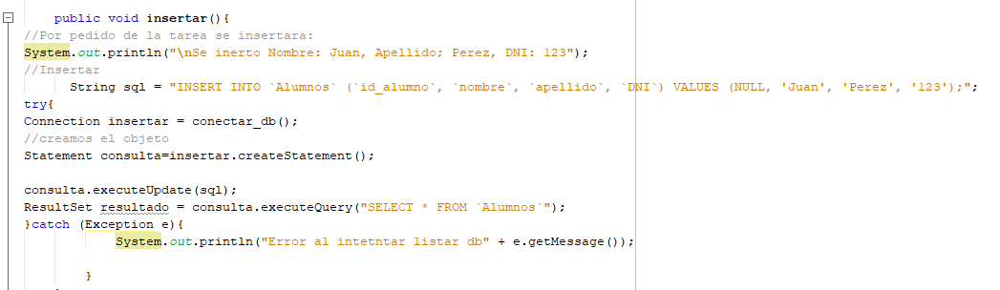 public void insertar(){
//Por pedido de la tarea se insertara:
System.out.println("\nSe inerto Nombre: Juan, Apellido; Perez, DNI: 123");
//Insertar
String sql = "INSERT INTO `Alumnos` (`id_alumno`, `nombre`, `apellido`, `DNI`) VALUES (NULL, 'Juan', 'Perez', '123');";
try{
Connection insertar = conectar_db();
//creamos el objeto
Statement consulta=insertar.createStatement();
consulta.executeUpdate(sql);
ResultSet resultado = consulta.executeQuery("SELECT * FROM `Alumnos`");
}catch (Exception e){
System.out.println("Error al intetntar listar db" + e.getMessage());
}